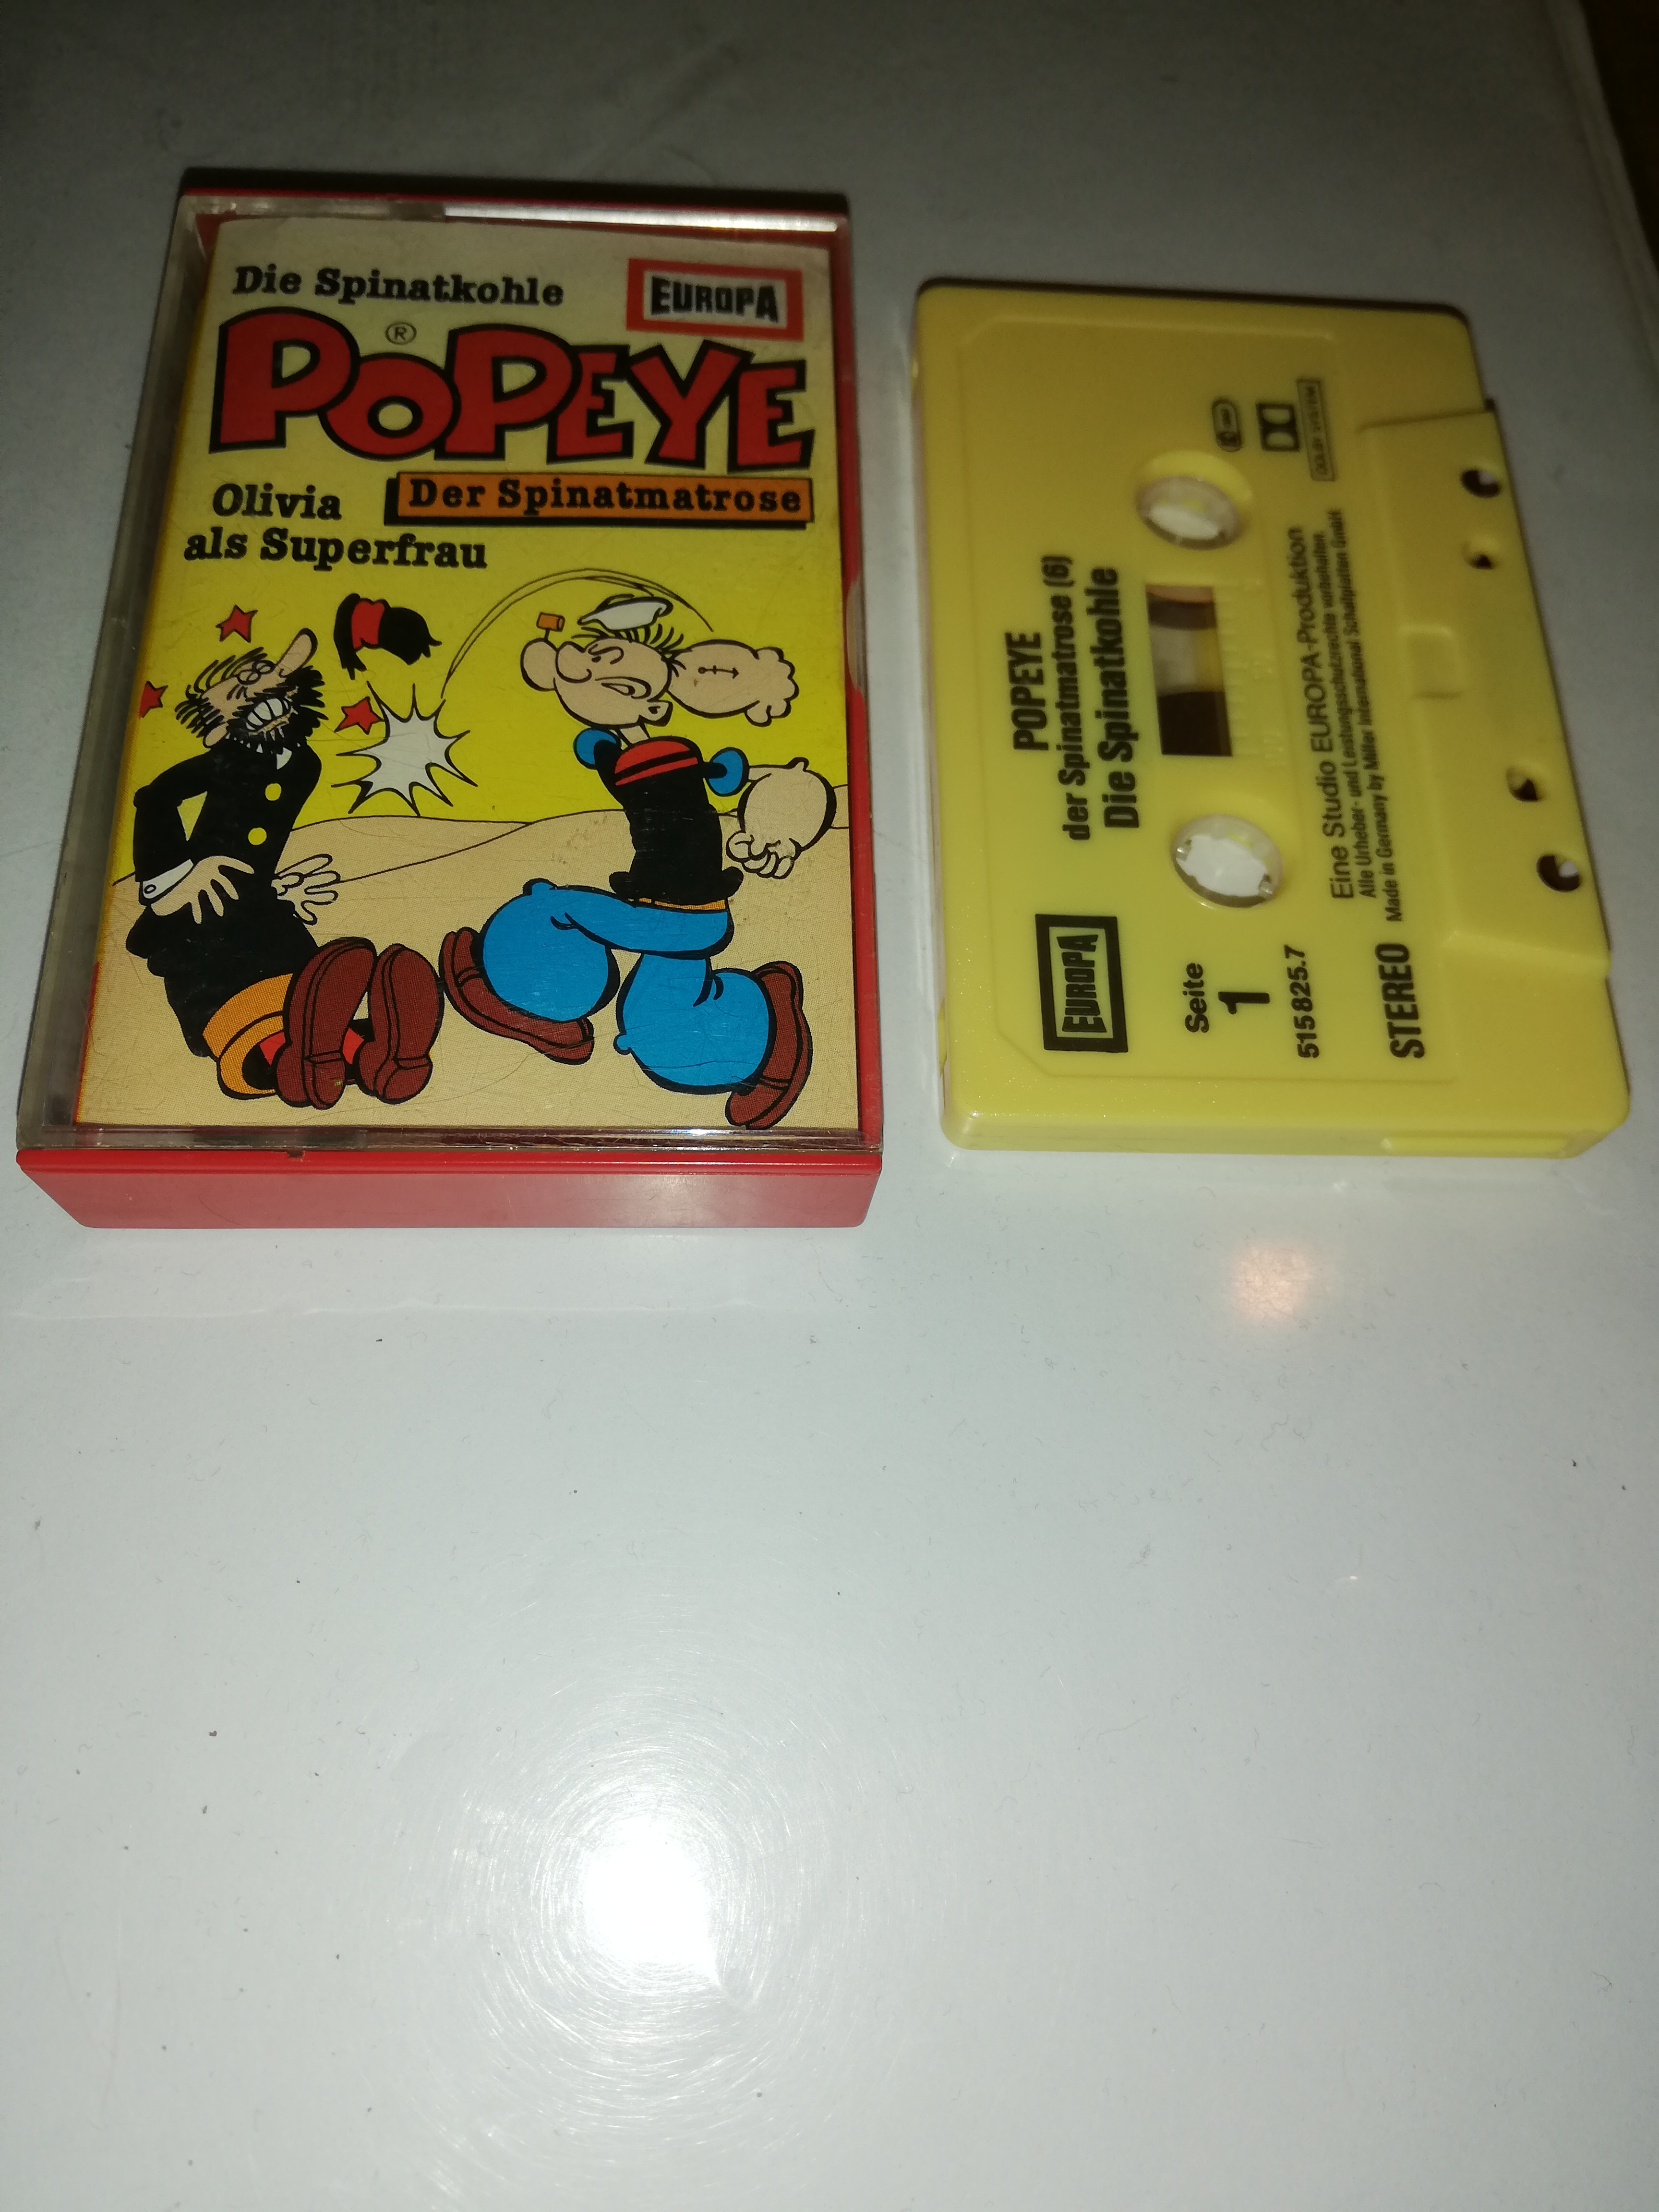 Die Spinatkohle
EUROPA
POPEYE
®
Der Spinatmatrose
Olivia
als Superfrau
POPEYE
der Spinatmatrose (6)
Die Spinatkohle
EUROPA
Seite
1
515 825.7
STEREO
Eine Studio EUROPA-Produktion
Alle Urheber- und Leistungsschutzrechte vorbehalten
Made in Germany by Miller International Schallplatten GmbH
DOLBY SYSTEM